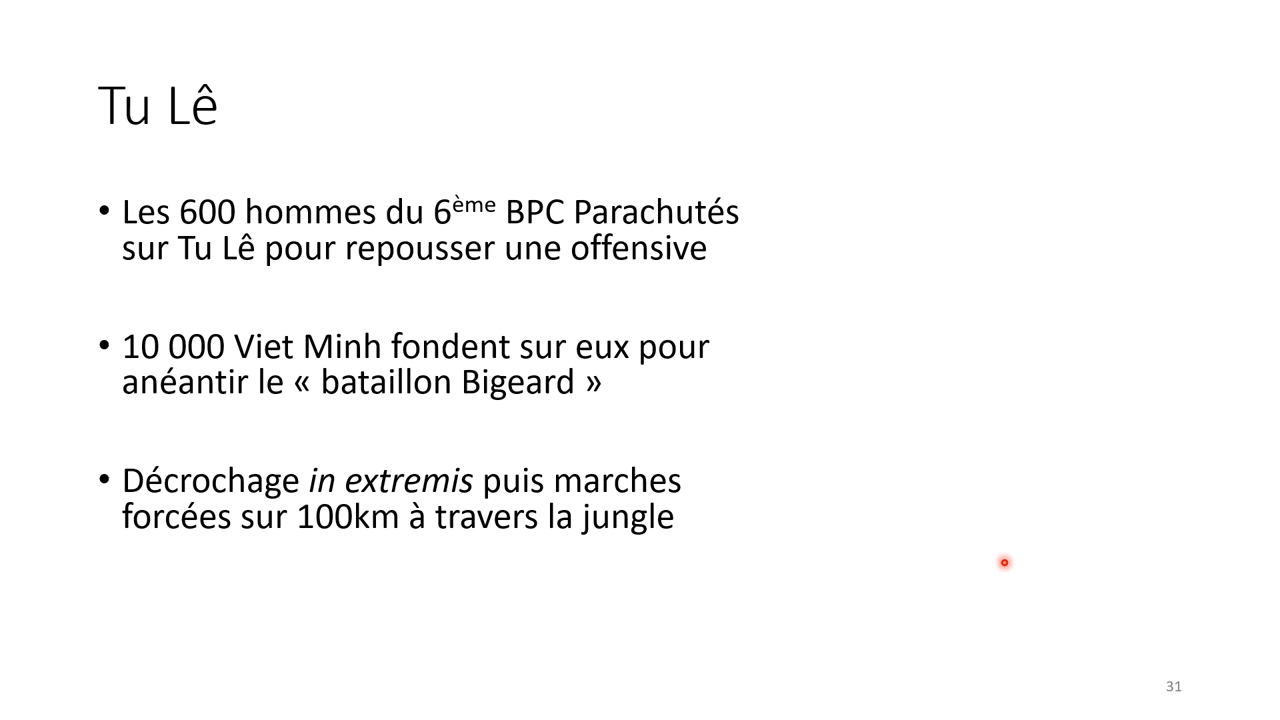 Tu Lê
• Les 600 hommes du 6ème BPC Parachutés
sur Tu Lê pour repousser une offensive
• 10 000 Viet Minh fondent sur eux pour
anéantir le « bataillon Bigeard »
• Décrochage in extremis puis marches
forcées sur 100km à travers la jungle
31